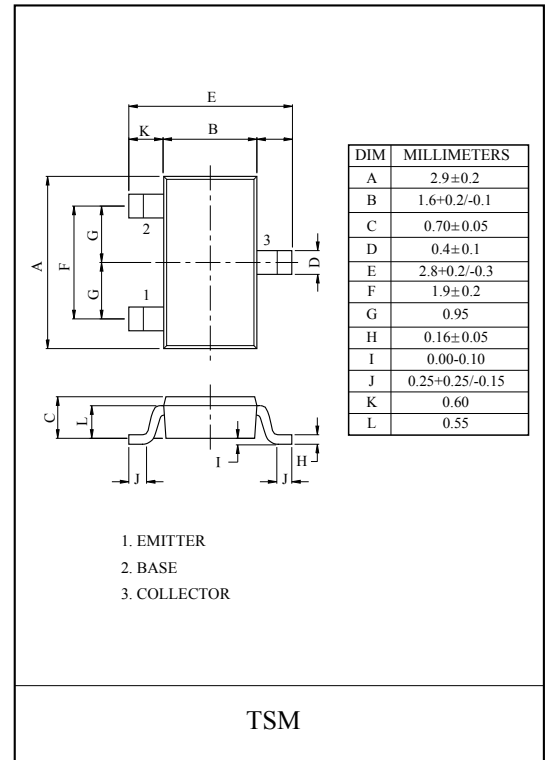 E
K B
A
F
G
G
2
1
3
D
C
L
J
I
H
J
DIM MILLIMETERS
A 2.9±0.2
B 1.6+0.2/-0.1
C 0.70±0.05
D 0.4±0.1
E 2.8+0.2/-0.3
F 1.9±0.2
G 0.95
H 0.16±0.05
I 0.00-0.10
J 0.25+0.25/-0.15
K 0.60
L 0.55
1. EMITTER
2. BASE
3. COLLECTOR
TSM